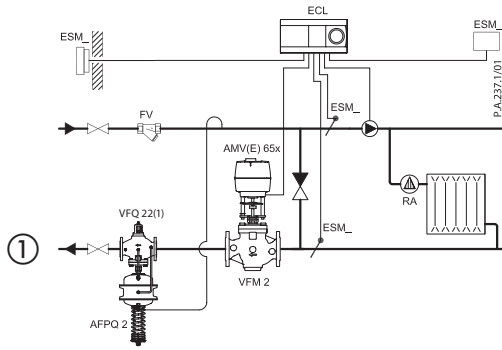 ECL
ESM_
ESM_
P.A.237.1/01
FV
ESM_
AMV(E) 65x
RA
VFQ 22(1)
ESM_
1
VFM 2
AFPQ 2